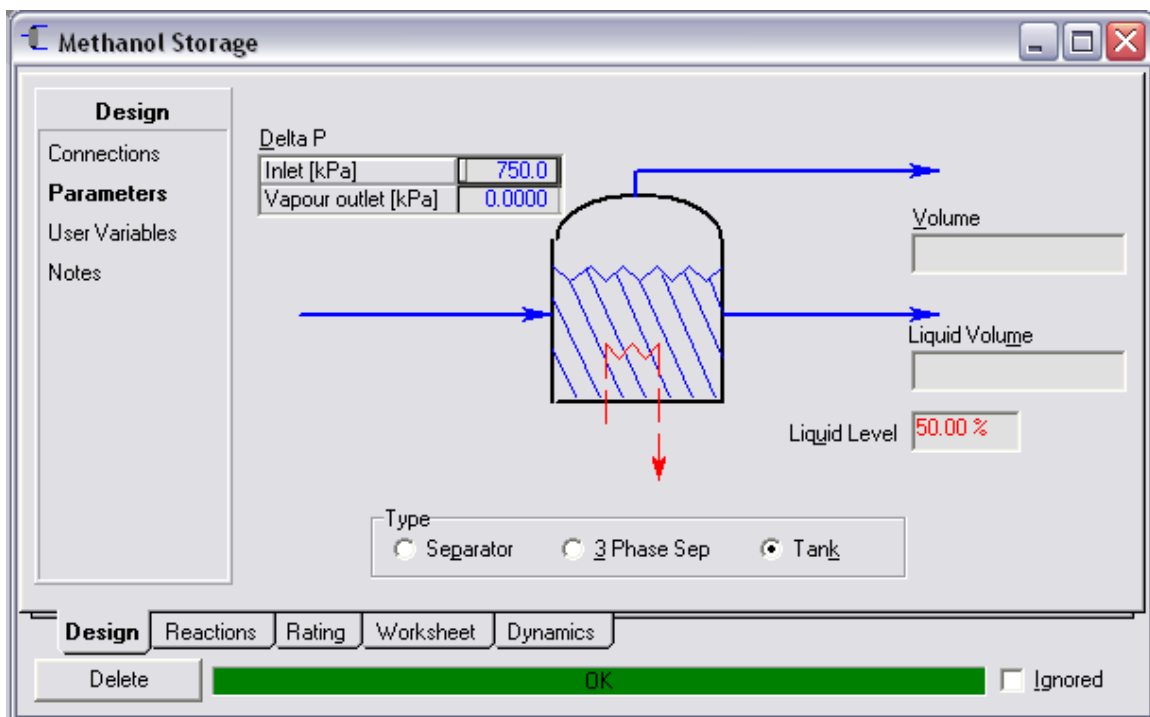 Methanol Storage
Design
Connections
Parameters
User Variables
Notes
Delta P
Inlet [kPa] 750.0
Vapour outlet [kPa] 0.0000
Volume
Liquid Volume
Liquid Level 50.00 %
Type
Separator 3 Phase Sep Tank
Design Reactions Rating Worksheet Dynamics
Delete OK Ignored